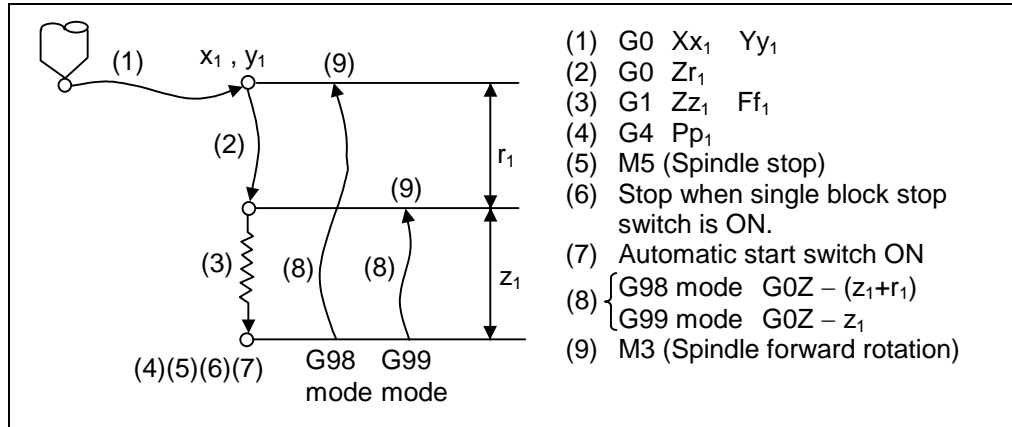 (1)
x₁ , y₁
(9)
(2)
r₁
(9)
(3)
(8)
(8)
z₁
(4)(5)(6)(7)
G98 mode
G99 mode
(1) G0 Xx₁ Yy₁
(2) G0 Zr₁
(3) G1 Zz₁ Ff₁
(4) G4 Pp₁
(5) M5 (Spindle stop)
(6) Stop when single block stop
switch is ON.
(7) Automatic start switch ON
(8) G98 mode G0Z – (z₁+r₁)
G99 mode G0Z – z₁
(9) M3 (Spindle forward rotation)